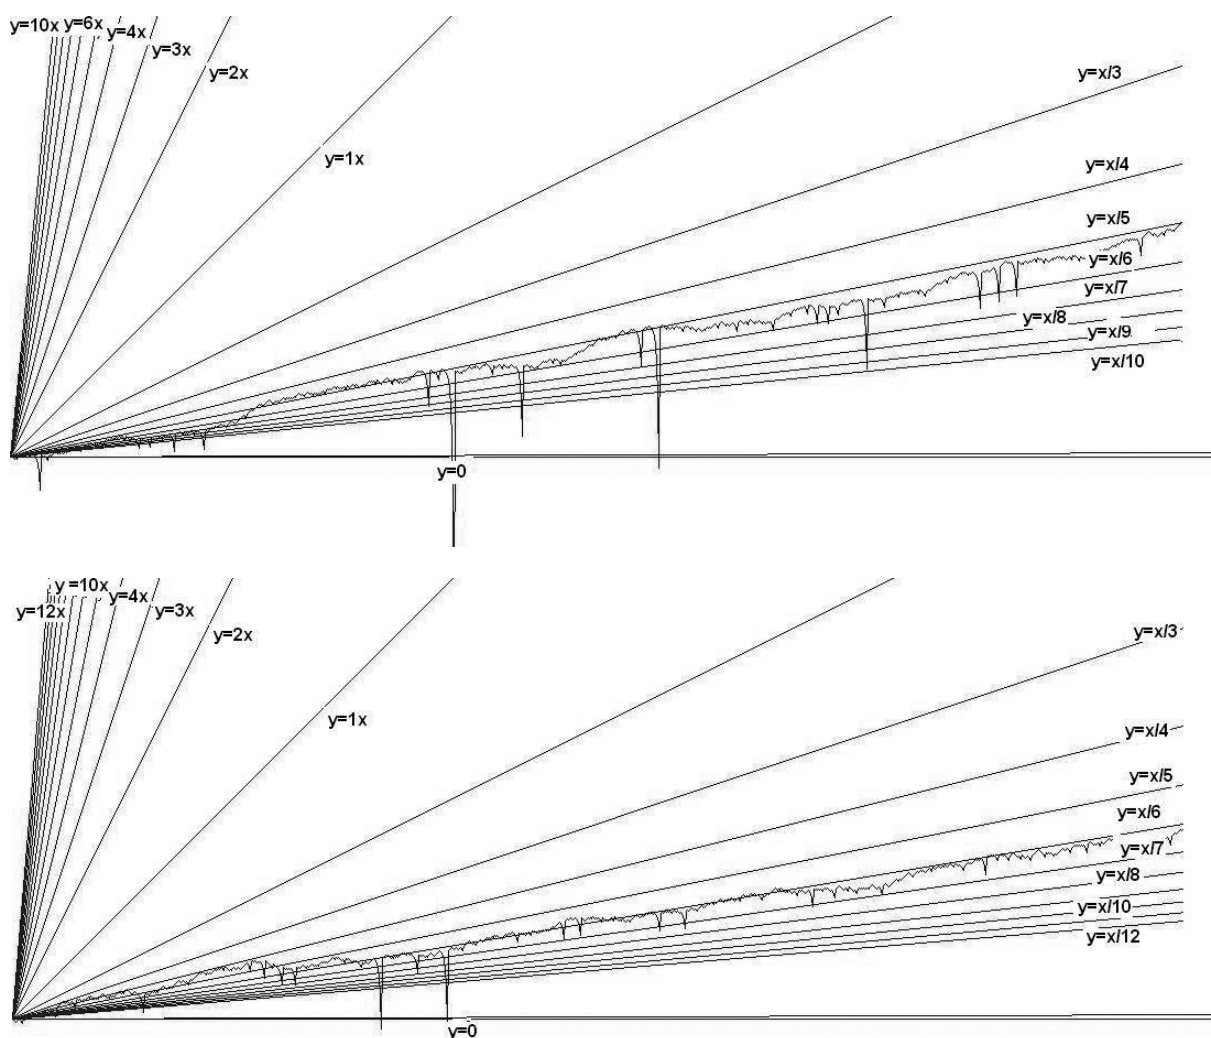 y=10x y=6x
y=4x
y=3x
y=2x
y=x/3
y=1x
y=x/4
y=x/5
y=x/6
y=x/7
y=x/8
y=x/9
y=x/10
y=0
y =10x
y=12x
y=4x
y=3x
y=2x
y=x/3
y=1x
y=x/4
y=x/5
y=x/6
y=x/7
y=x/8
y=x/10
y=x/12
y=0